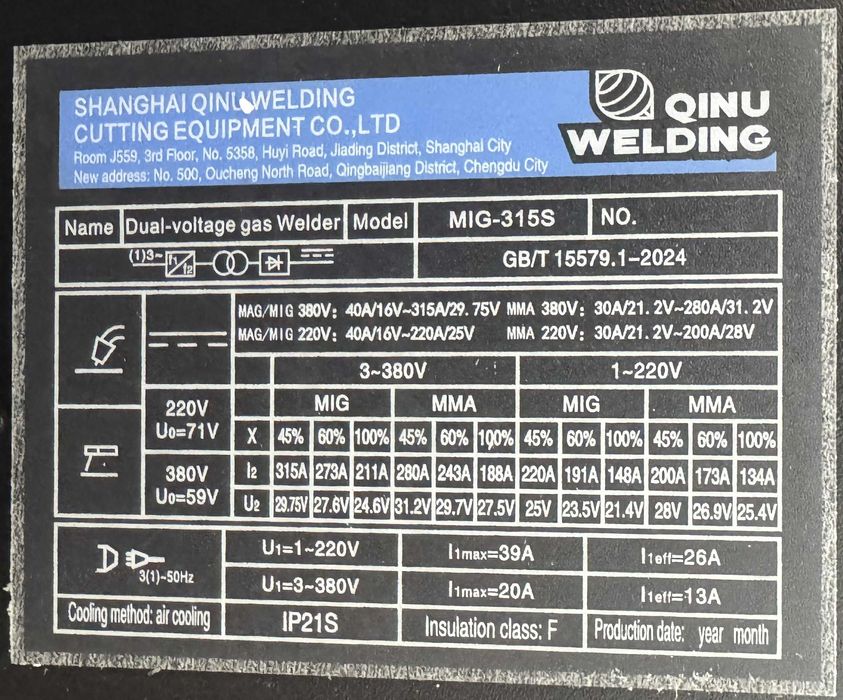 SHANGHAI QINU WELDING
CUTTING EQUIPMENT CO.,LTD
Room J559, 3rd Floor, No. 5358, Huyi Road, Jiading District, Shanghai City
New address: No. 500, Oucheng North Road, Qingbaijiang District, Chengdu City
QINU
WELDING
Name Dual-voltage gas Welder Model MIG-315S NO.
(1)3~ f1 f2 GB/T 15579.1-2024
MAG/MIG 380V: 40A/16V~315A/29.75V MMA 380V: 30A/21.2V~280A/31.2V
MAG/MIG 220V: 40A/16V~220A/25V MMA 220V: 30A/21.2V~200A/28V
3~380V 1~220V
220V U0=71V MIG MMA MIG MMA
X 45% 60% 100% 45% 60% 100% 45% 60% 100% 45% 60% 100%
380V U0=59V I2 315A 273A 211A 280A 243A 188A 220A 191A 148A 200A 173A 134A
U2 29.75V 27.6V 24.6V 31.2V 29.7V 27.5V 25V 23.5V 21.4V 28V 26.9V 25.4V
3(1)~50Hz U1=1~220V I1max=39A I1eff=26A
U1=3~380V I1max=20A I1eff=13A
Cooling method: air cooling IP21S Insulation class: F Production date: year month